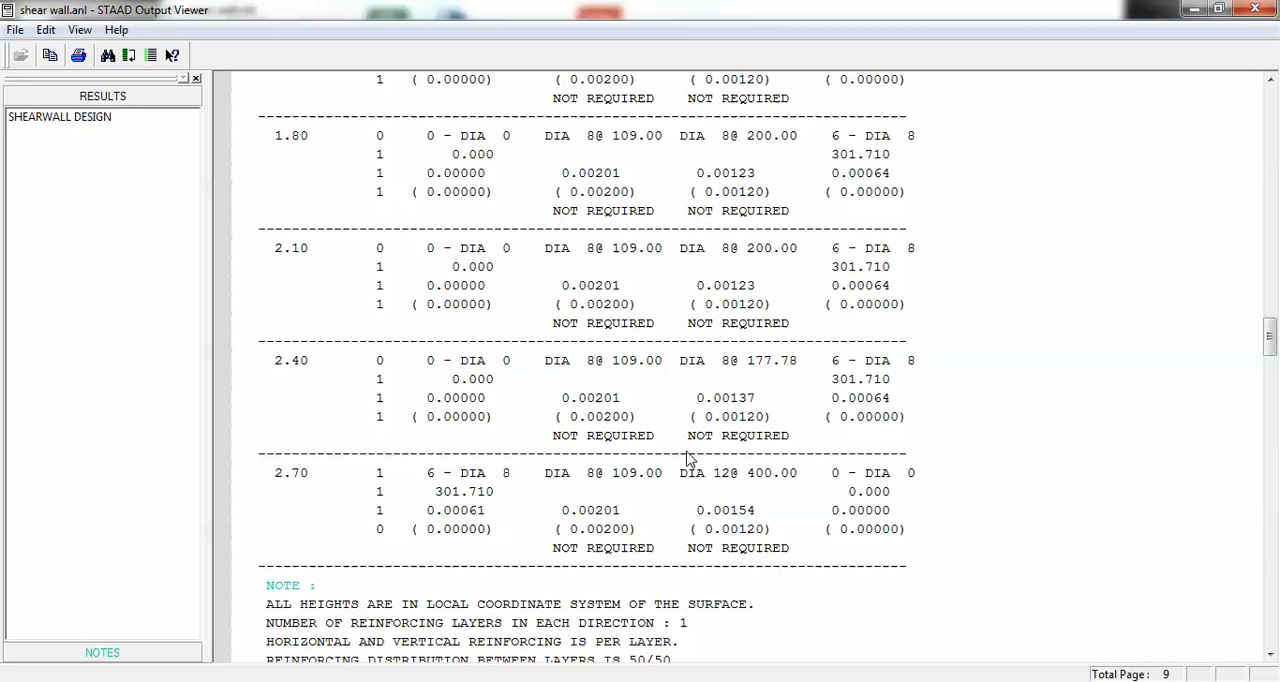 shear wall.anl - STAAD Output Viewer
File Edit View Help
RESULTS
SHEARWALL DESIGN
1 ( 0.00000) ( 0.00200) ( 0.00120) ( 0.00000)
NOT REQUIRED NOT REQUIRED
---------------------------------------------------------------------------
1.80 0 0 - DIA 0 DIA 8@ 109.00 DIA 8@ 200.00 6 - DIA 8
1 0.000 301.710
1 0.00000 0.00201 0.00123 0.00064
1 ( 0.00000) ( 0.00200) ( 0.00120) ( 0.00000)
NOT REQUIRED NOT REQUIRED
---------------------------------------------------------------------------
2.10 0 0 - DIA 0 DIA 8@ 109.00 DIA 8@ 200.00 6 - DIA 8
1 0.000 301.710
1 0.00000 0.00201 0.00123 0.00064
1 ( 0.00000) ( 0.00200) ( 0.00120) ( 0.00000)
NOT REQUIRED NOT REQUIRED
---------------------------------------------------------------------------
2.40 0 0 - DIA 0 DIA 8@ 109.00 DIA 8@ 177.78 6 - DIA 8
1 0.000 301.710
1 0.00000 0.00201 0.00137 0.00064
1 ( 0.00000) ( 0.00200) ( 0.00120) ( 0.00000)
NOT REQUIRED NOT REQUIRED
---------------------------------------------------------------------------
2.70 1 6 - DIA 8 DIA 8@ 109.00 DIA 12@ 400.00 0 - DIA 0
1 301.710 0.000
1 0.00061 0.00201 0.00154 0.00000
0 ( 0.00000) ( 0.00200) ( 0.00120) ( 0.00000)
NOT REQUIRED NOT REQUIRED
---------------------------------------------------------------------------
NOTE :
ALL HEIGHTS ARE IN LOCAL COORDINATE SYSTEM OF THE SURFACE.
NUMBER OF REINFORCING LAYERS IN EACH DIRECTION : 1
HORIZONTAL AND VERTICAL REINFORCING IS PER LAYER.
REINFORCING DISTRIBUTION BETWEEN LAYERS IS 50/50
NOTES
Total Page: 9